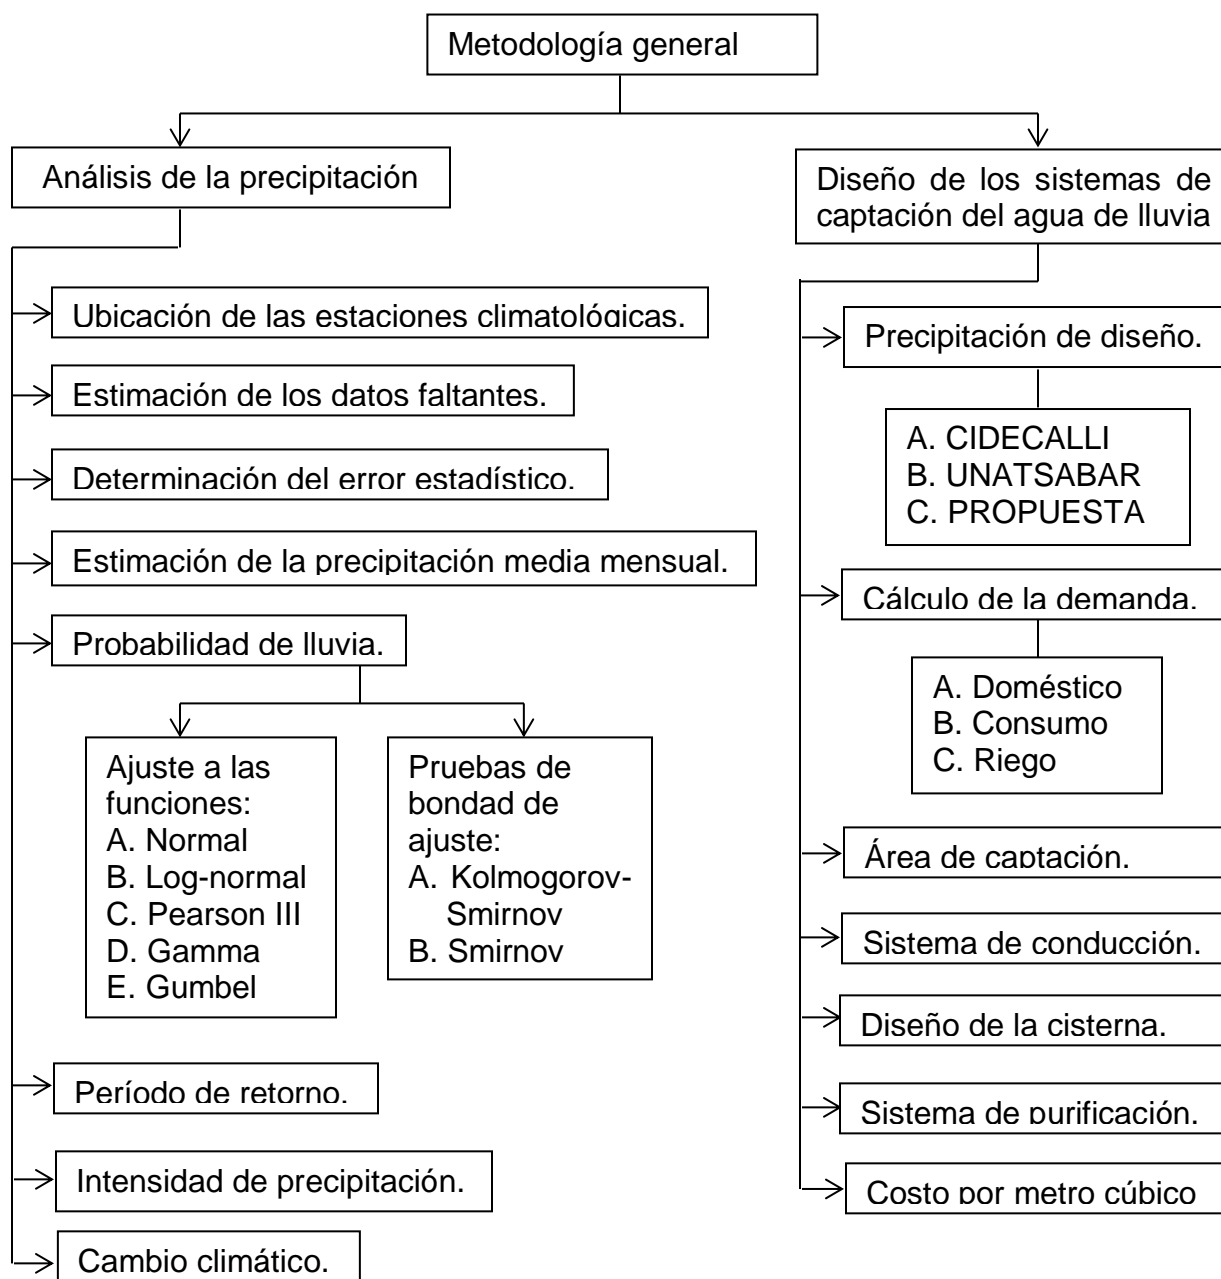 Metodología general
Análisis de la precipitación
Ubicación de las estaciones climatológicas.
Estimación de los datos faltantes.
Determinación del error estadístico.
Estimación de la precipitación media mensual.
Probabilidad de lluvia.
Ajuste a las
funciones:
A. Normal
B. Log-normal
C. Pearson III
D. Gamma
E. Gumbel
Pruebas de
bondad de
ajuste:
A. Kolmogorov-
Smirnov
B. Smirnov
Período de retorno.
Intensidad de precipitación.
Cambio climático.
Diseño de los sistemas de
captación del agua de lluvia
Precipitación de diseño.
A. CIDECALLI
B. UNATSABAR
C. PROPUESTA
Cálculo de la demanda.
A. Doméstico
B. Consumo
C. Riego
Área de captación.
Sistema de conducción.
Diseño de la cisterna.
Sistema de purificación.
Costo por metro cúbico